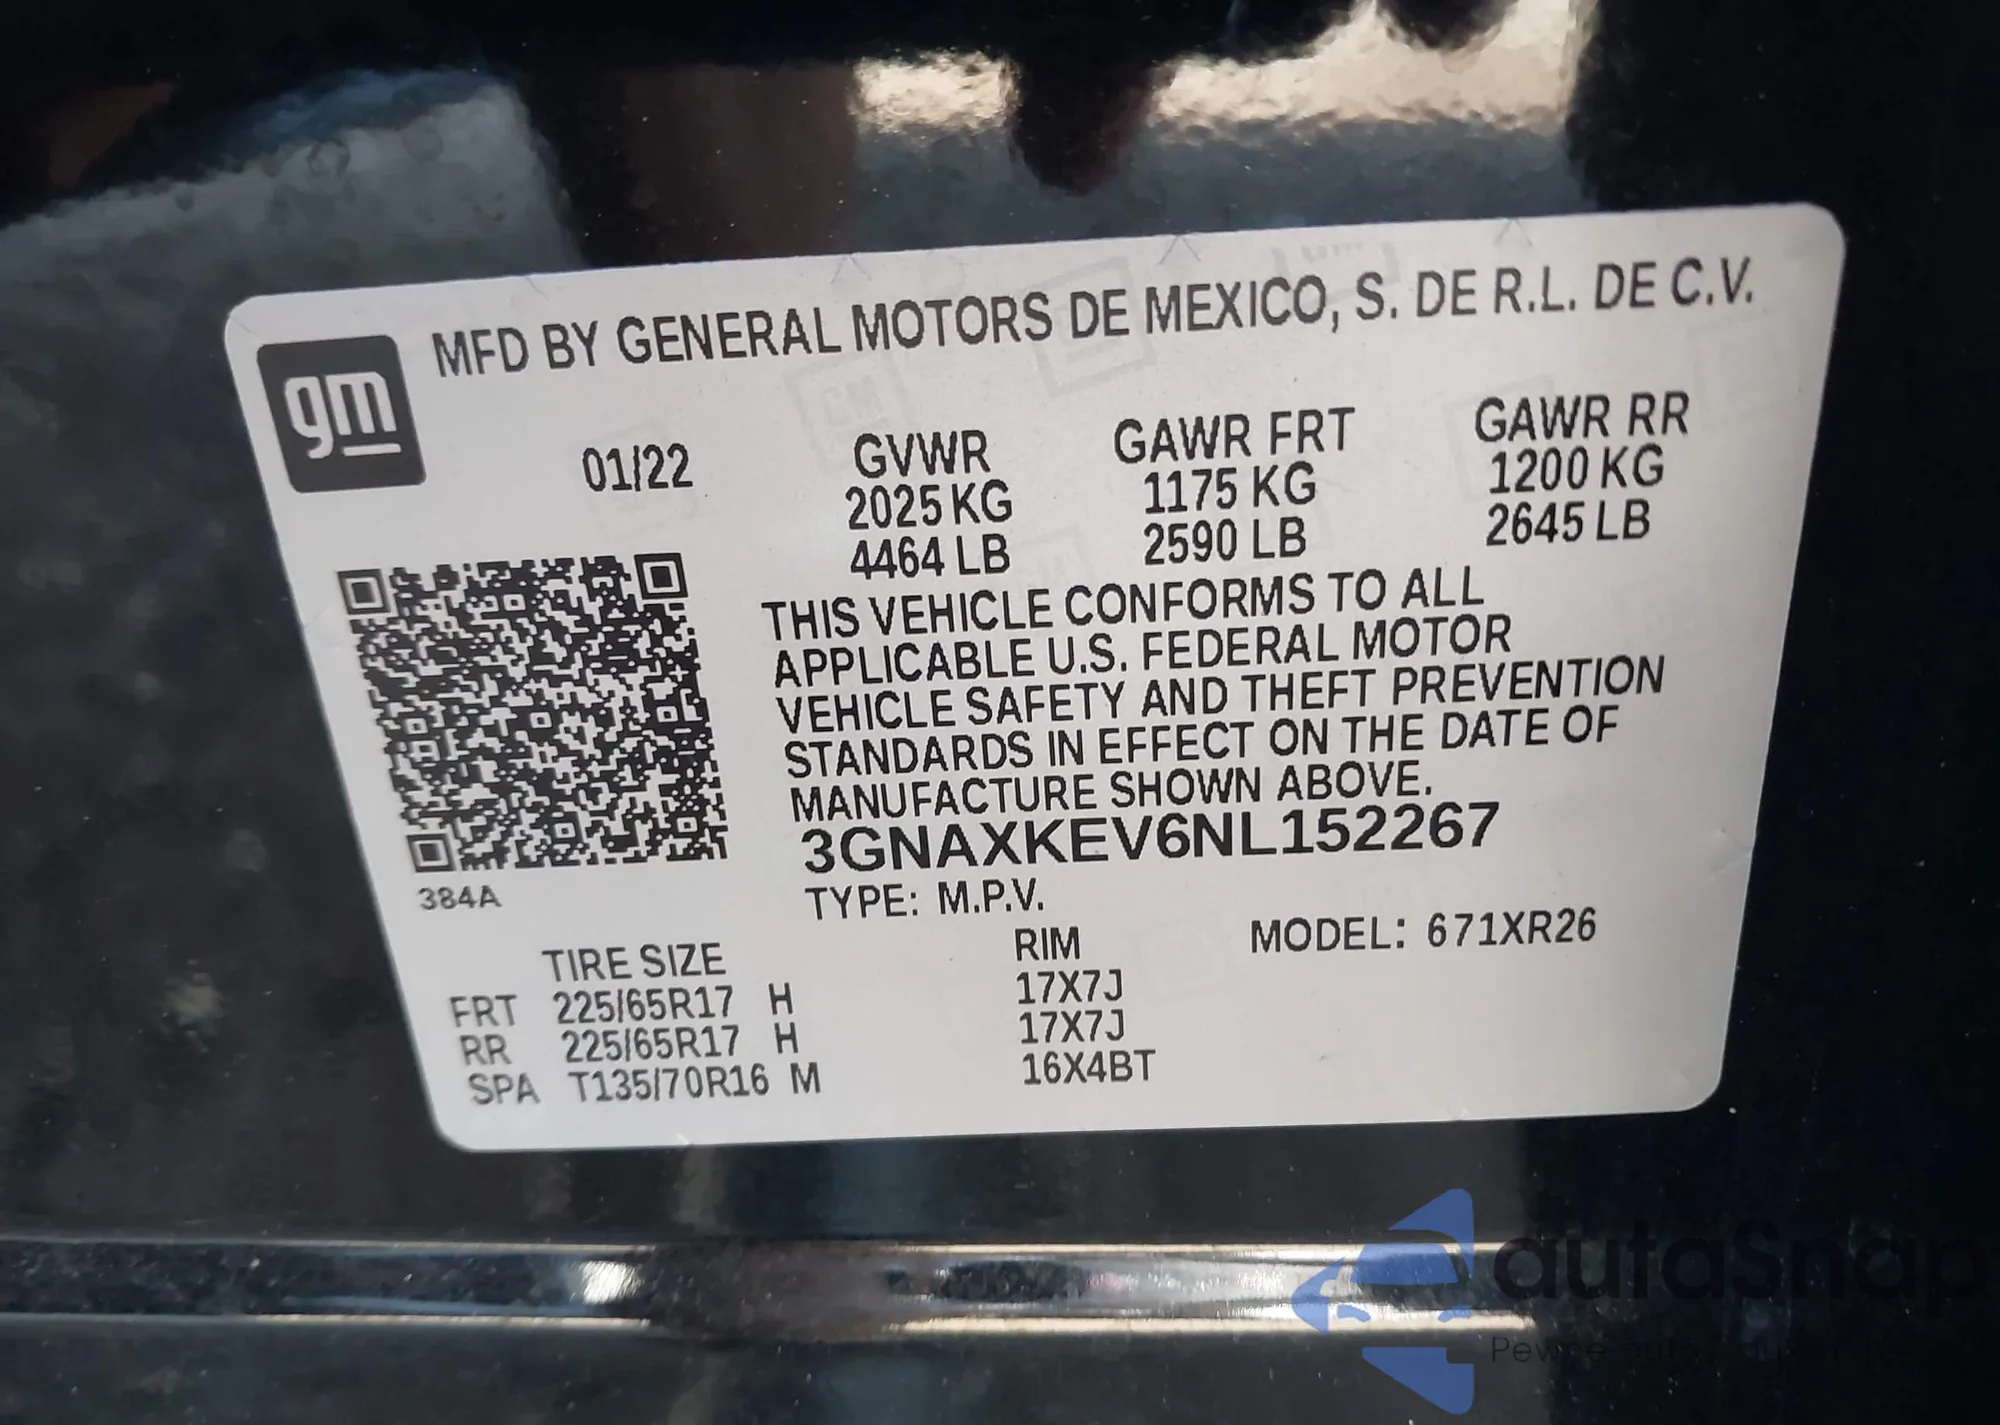 gm
MFD BY GENERAL MOTORS DE MEXICO, S. DE R.L. DE C.V.
01/22 GVWR GAWR FRT GAWR RR
2025 KG 1175 KG 1200 KG
4464 LB 2590 LB 2645 LB
THIS VEHICLE CONFORMS TO ALL
APPLICABLE U.S. FEDERAL MOTOR
VEHICLE SAFETY AND THEFT PREVENTION
STANDARDS IN EFFECT ON THE DATE OF
MANUFACTURE SHOWN ABOVE.
3GNAXKEV6NL152267
384A
TYPE: M.P.V.
TIRE SIZE RIM MODEL: 671XR26
FRT 225/65R17 H 17X7J
RR 225/65R17 H 17X7J
SPA T135/70R16 M 16X4BT
autaSnap